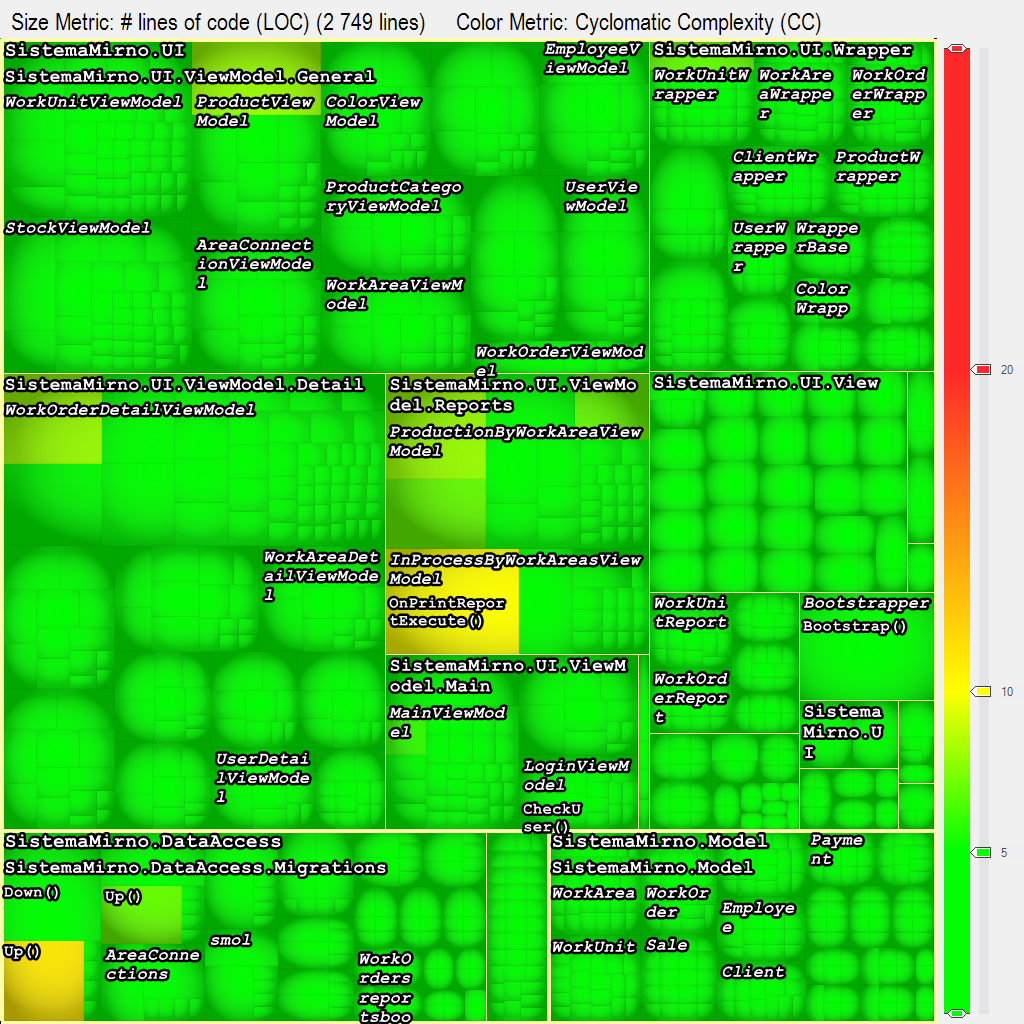 Size Metric: # lines of code (LOC) (2 749 lines)     Color Metric: Cyclomatic Complexity (CC)
SistemaMirno.UI
SistemaMirno.UI.ViewModel.General
WorkUnitViewModel
ProductView
Model
ColorView
Model
EmployeeV
iewModel
ProductCatego
ryViewModel
UserVie
wModel
StockViewModel
AreaConnect
ionViewMode
l
WorkAreaViewM
odel
WorkOrderViewMod
el
SistemaMirno.UI.Wrapper
WorkUnitW
rapper
WorkAre
aWrappe
r
WorkOrd
erWrapp
er
ClientWr
apper
ProductW
rapper
UserW
rappe
r
Wrappe
rBase
Color
Wrapp
SistemaMirno.UI.ViewModel.Detail
WorkOrderDetailViewModel
WorkAreaDet
ailViewMode
l
UserDetai
lViewMode
l
SistemaMirno.UI.ViewMo
del.Reports
ProductionByWorkAreaView
Model
InProcessByWorkAreasView
Model
OnPrintRepor
tExecute()
SistemaMirno.UI.ViewM
odel.Main
MainViewMod
el
LoginViewM
odel
CheckU
ser()
SistemaMirno.UI.View
WorkUni
tReport
WorkOrd
erRepor
t
Bootstrapper
Bootstrap()
Sistema
Mirno.U
I
SistemaMirno.DataAccess
SistemaMirno.DataAccess.Migrations
Down()
Up()
Up()
AreaConne
ctions
smol
WorkO
rders
repor
tsboo
SistemaMirno.Model
SistemaMirno.Model
WorkArea
WorkOr
der
Payme
nt
Employe
e
WorkUnit
Sale
Client
20
10
5